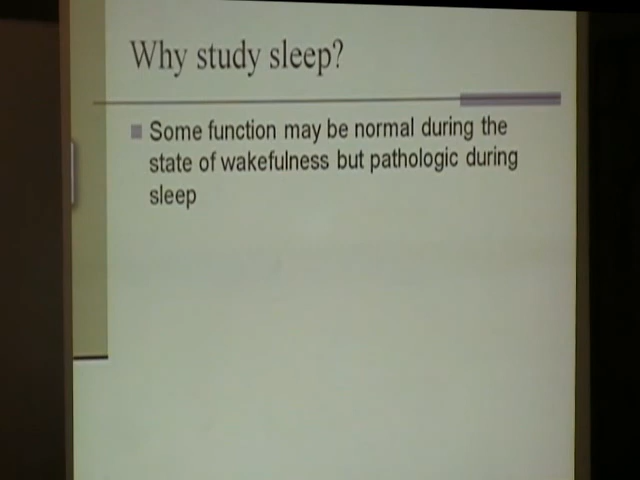 Why study sleep?
Some function may be normal during the
state of wakefulness but pathologic during
sleep